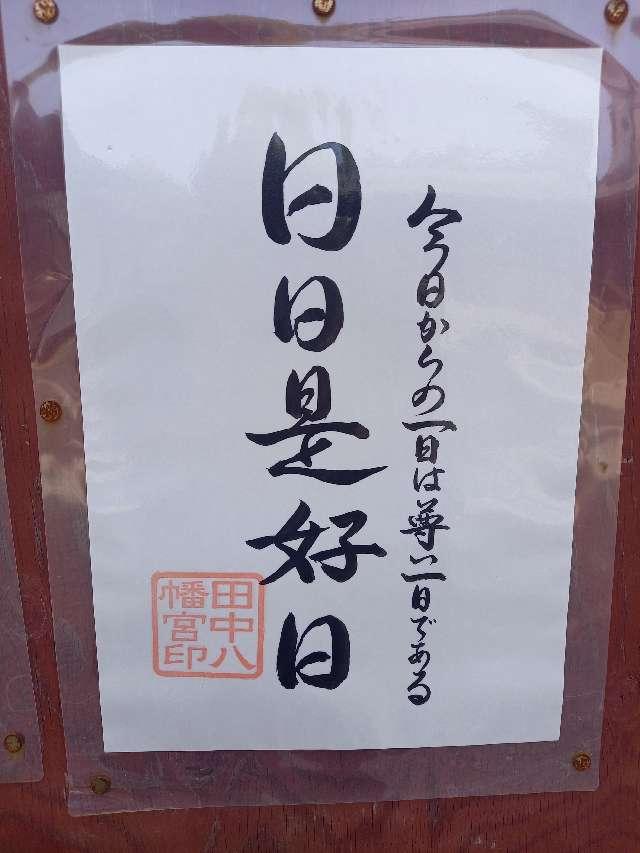 今日からの一日は尊い一日である
日日是好日
田中八
幡宮印